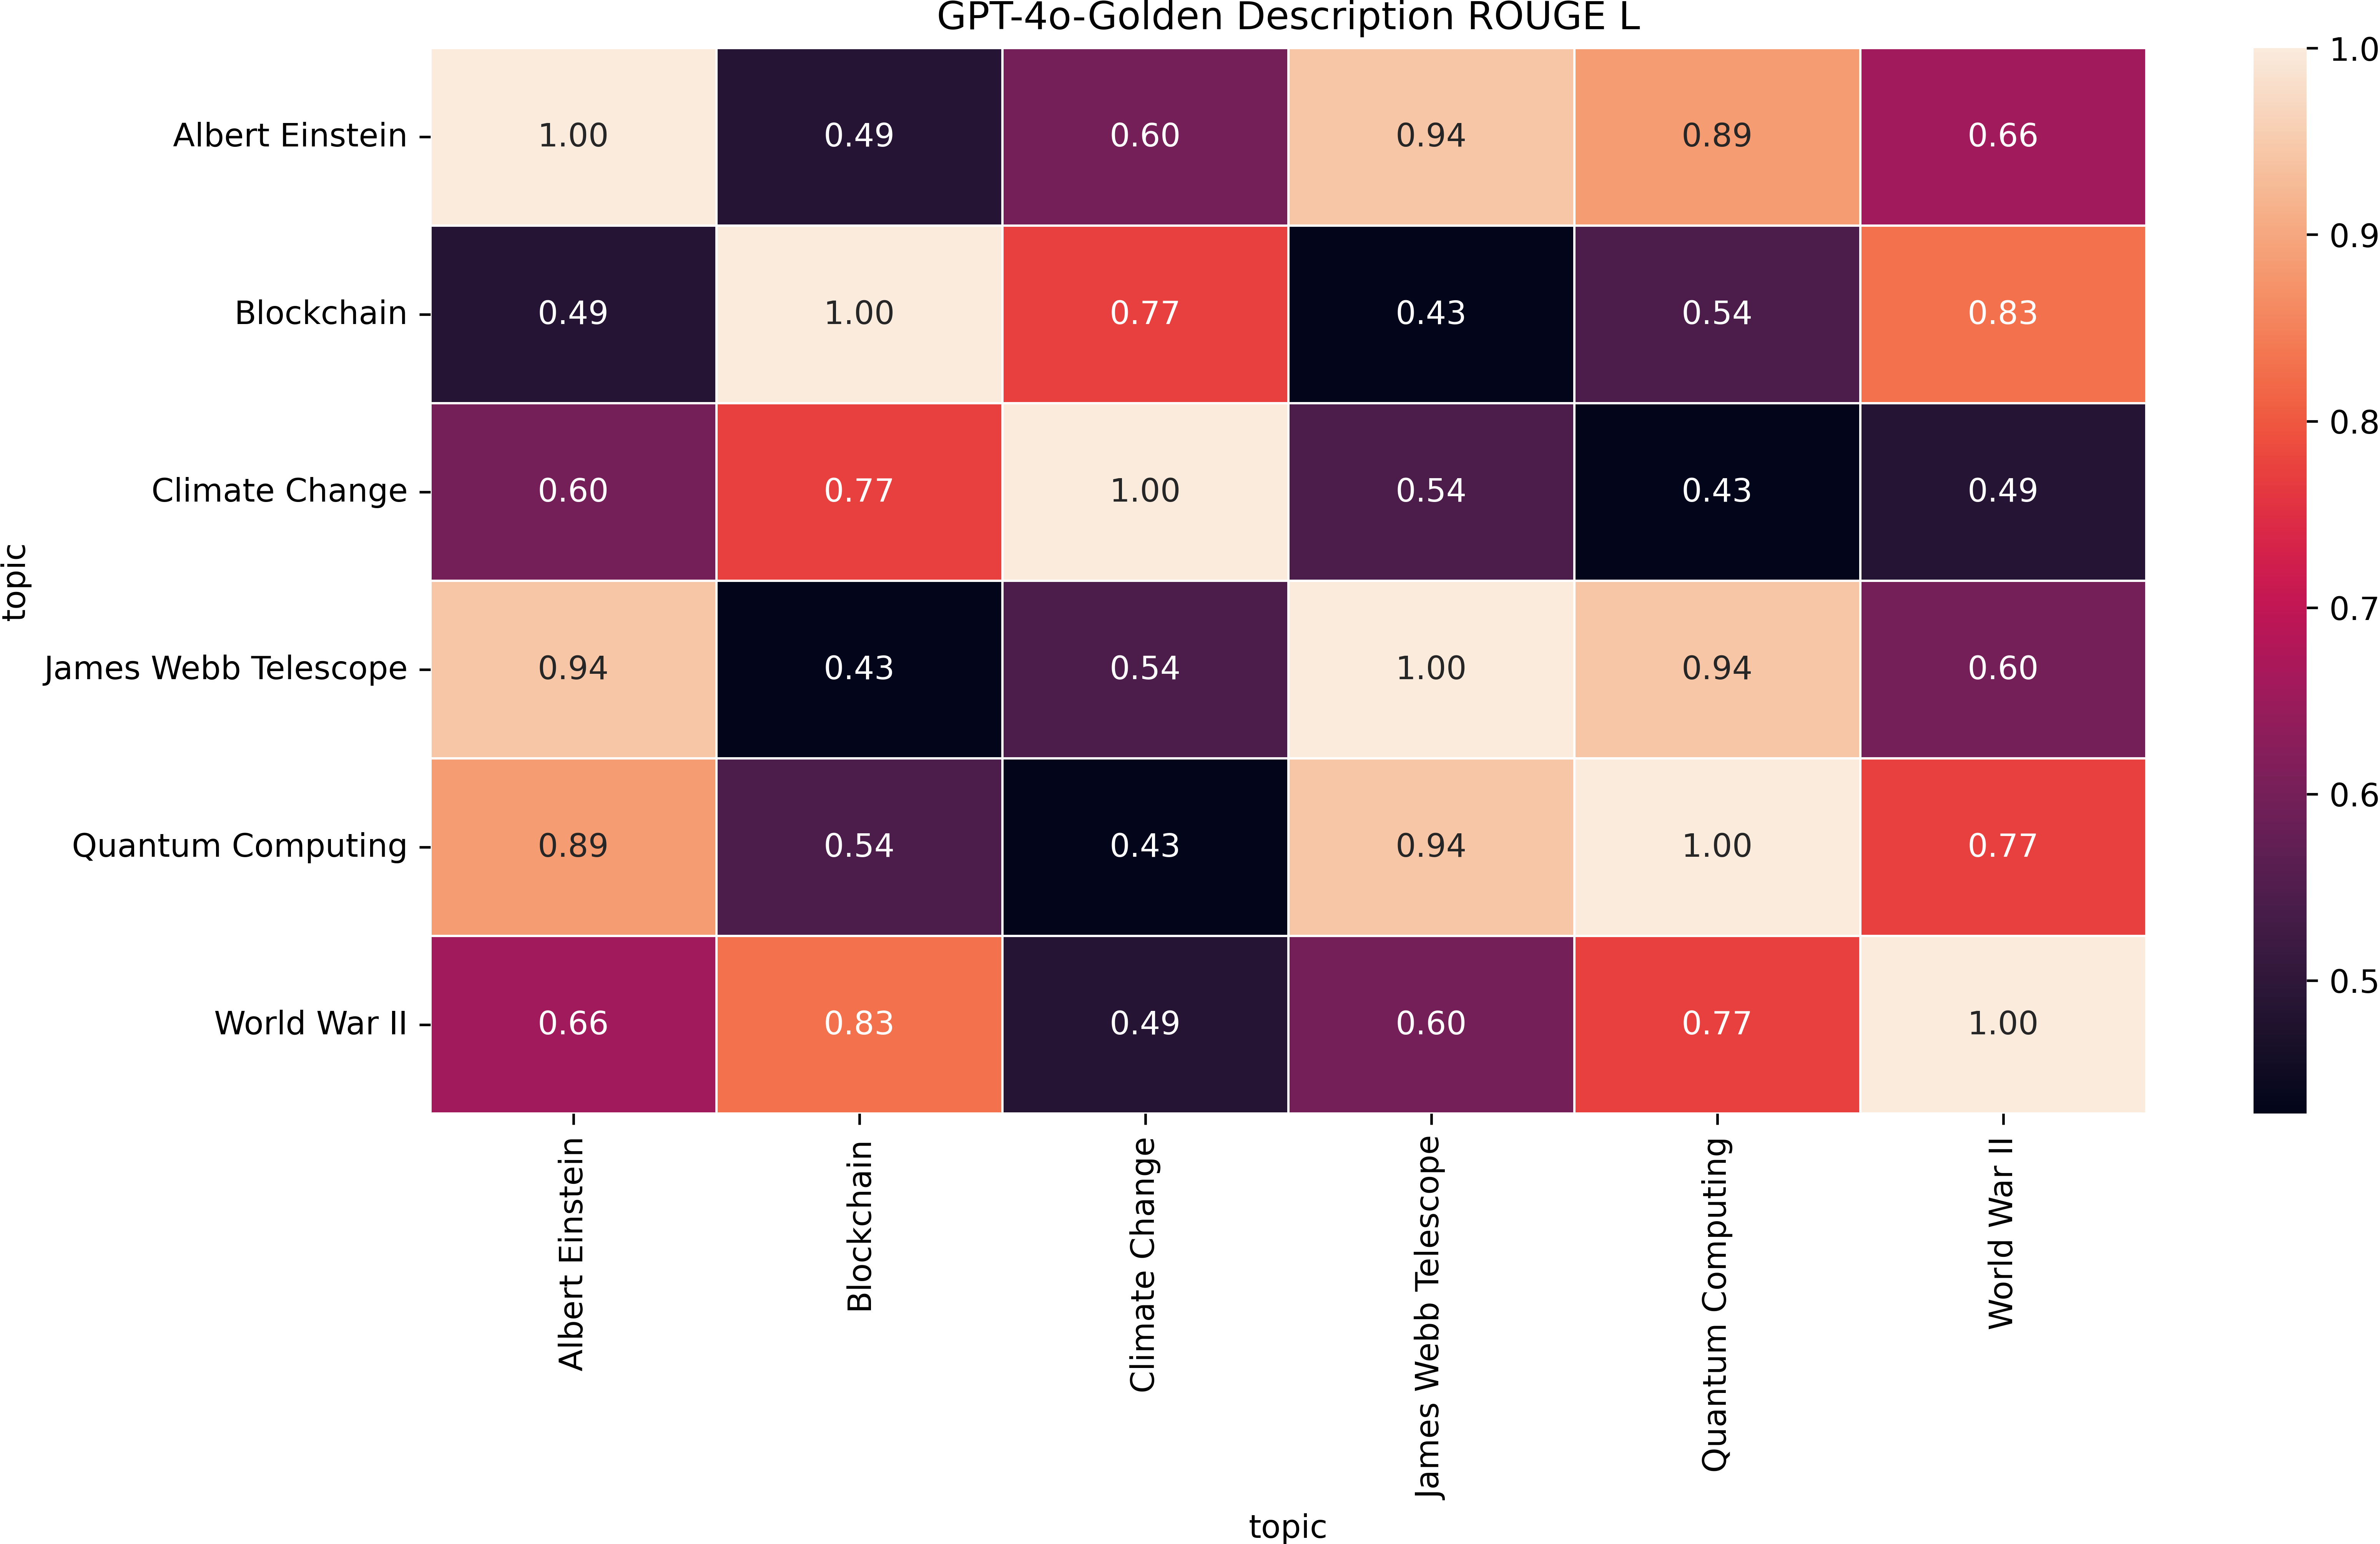 GPT-4o-Golden Description ROUGE L
Albert Einstein 1.00 0.49 0.60 0.94 0.89 0.66
Blockchain 0.49 1.00 0.77 0.43 0.54 0.83
Climate Change 0.60 0.77 1.00 0.54 0.43 0.49
James Webb Telescope 0.94 0.43 0.54 1.00 0.94 0.60
Quantum Computing 0.89 0.54 0.43 0.94 1.00 0.77
World War II 0.66 0.83 0.49 0.60 0.77 1.00
topic
Albert Einstein
Blockchain
Climate Change
James Webb Telescope
Quantum Computing
World War II
topic
1.0
0.9
0.8
0.7
0.6
0.5